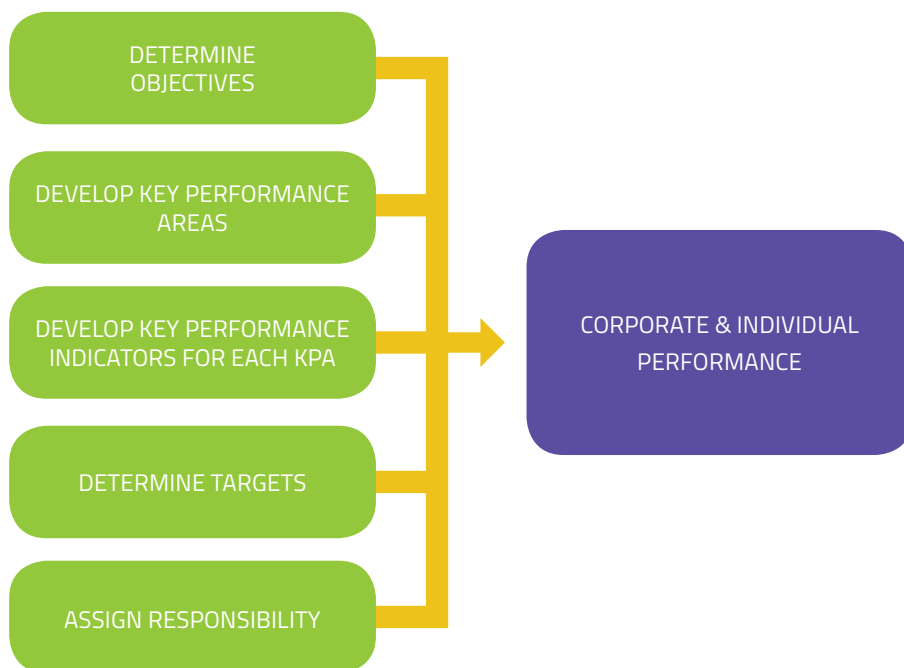 DETERMINE
OBJECTIVES
DEVELOP KEY PERFORMANCE
AREAS
DEVELOP KEY PERFORMANCE
INDICATORS FOR EACH KPA
DETERMINE TARGETS
ASSIGN RESPONSIBILITY
CORPORATE & INDIVIDUAL
PERFORMANCE